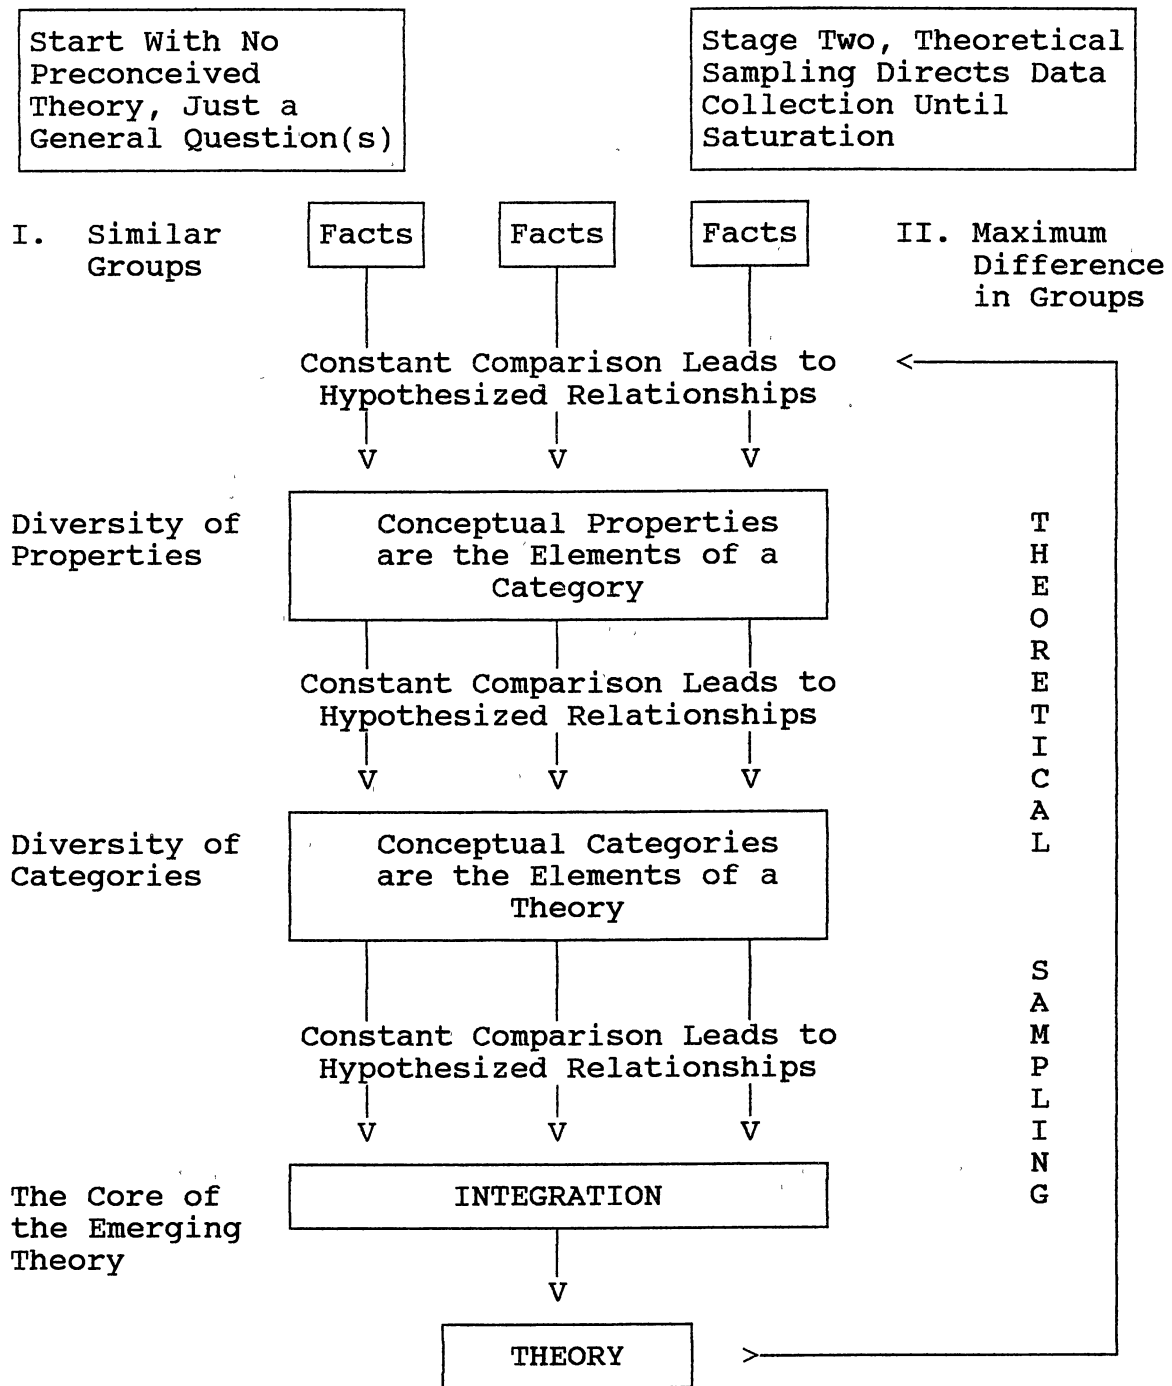 Start With No
Preconceived
Theory, Just a
General Question(s)
Stage Two, Theoretical
Sampling Directs Data
Collection Until
Saturation
I. Similar
Groups
Facts
Facts
Facts
II. Maximum
Difference
in Groups
Constant Comparison Leads to
Hypothesized Relationships
Diversity of
Properties
Conceptual Properties
are the Elements of a
Category
Constant Comparison Leads to
Hypothesized Relationships
Diversity of
Categories
Conceptual Categories
are the Elements of a
Theory
Constant Comparison Leads to
Hypothesized Relationships
The Core of
the Emerging
Theory
INTEGRATION
THEORY
THEORETICAL
SAMPLING